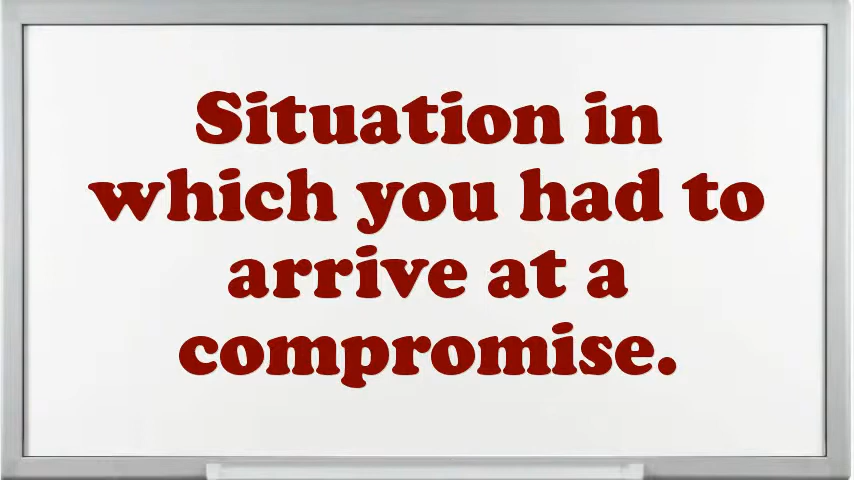 Situation in
which you had to
arrive at a
compromise.